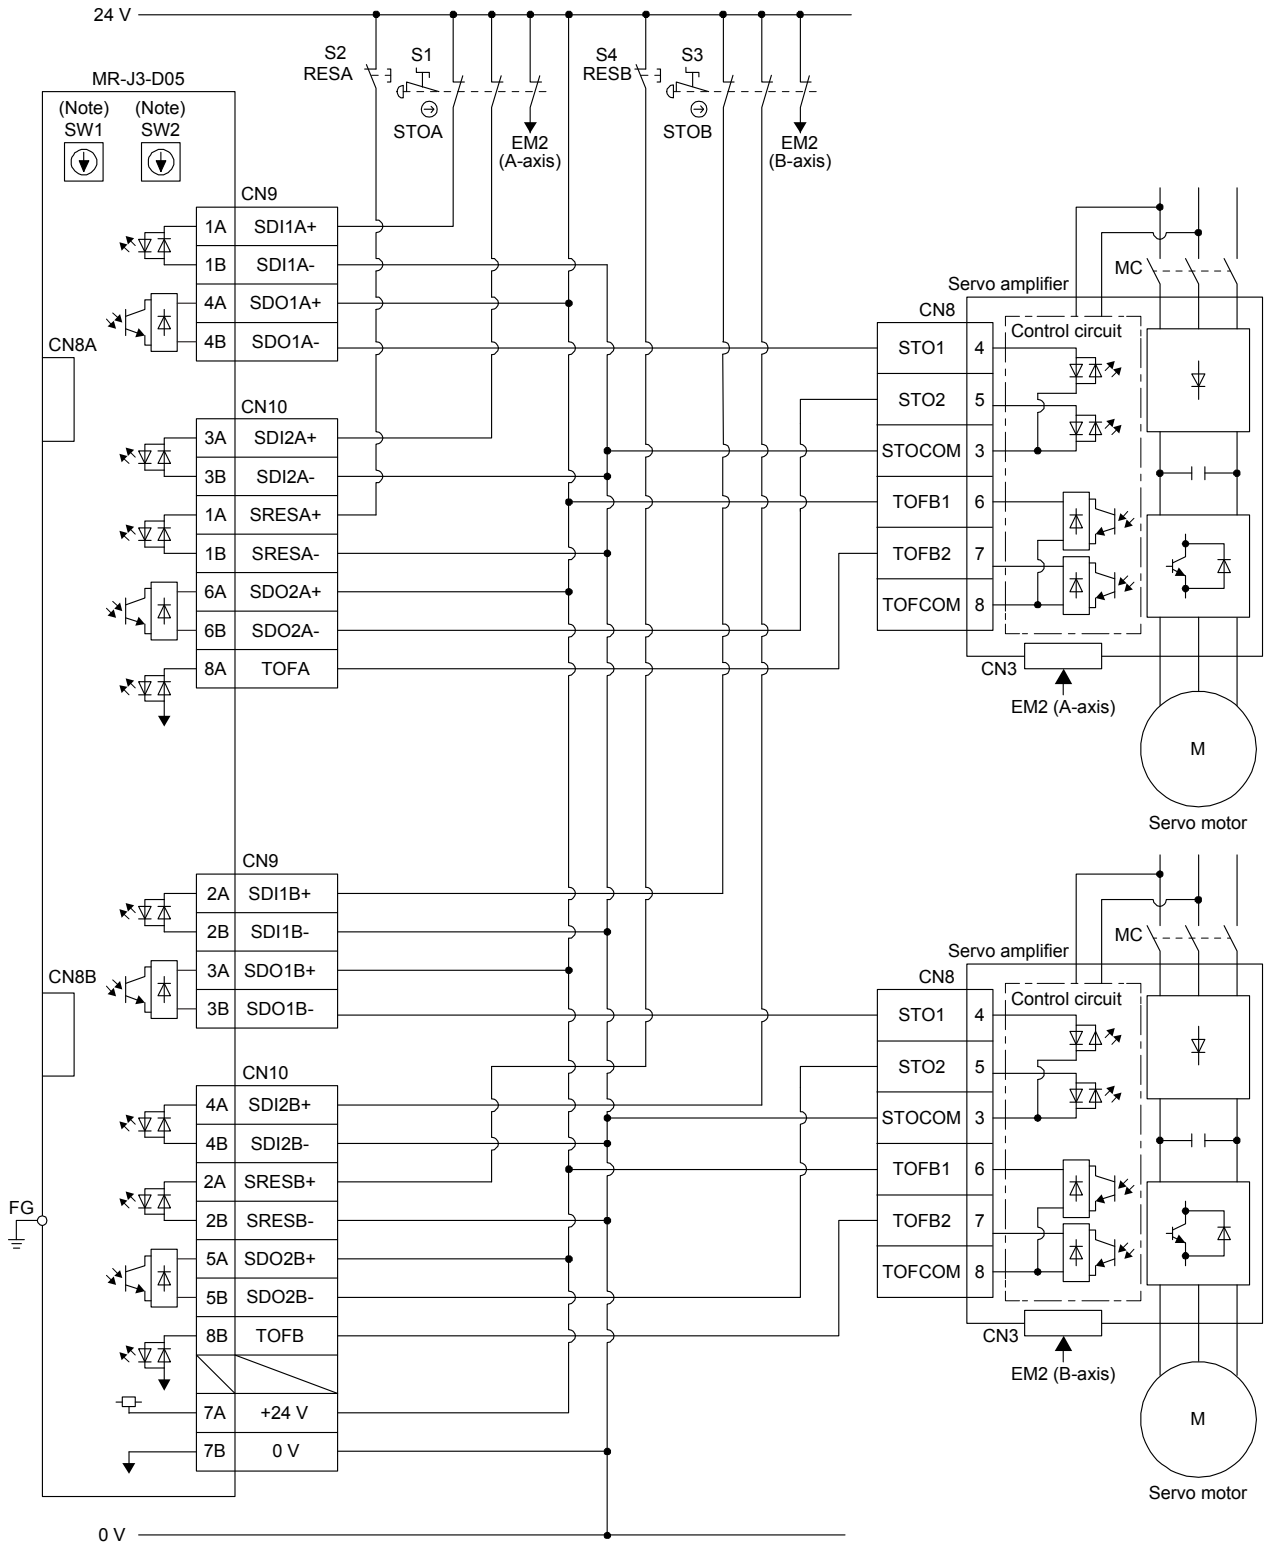 24 V
S2
RESA
S1
STOA
EM2
(A-axis)
S4
RESB
S3
STOB
EM2
(B-axis)
MR-J3-D05
(Note)
SW1
(Note)
SW2
CN9
1A SDI1A+
1B SDI1A-
4A SDO1A+
4B SDO1A-
CN8A
CN10
3A SDI2A+
3B SDI2A-
1A SRESA+
1B SRESA-
6A SDO2A+
6B SDO2A-
8A TOFA
MC
Servo amplifier
CN8
Control circuit
STO1 4
STO2 5
STOCOM 3
TOFB1 6
TOFB2 7
TOFCOM 8
CN3
EM2 (A-axis)
M
Servo motor
CN9
2A SDI1B+
2B SDI1B-
3A SDO1B+
3B SDO1B-
CN8B
CN10
4A SDI2B+
4B SDI2B-
2A SRESB+
2B SRESB-
5A SDO2B+
5B SDO2B-
8B TOFB
7A +24 V
7B 0 V
FG
MC
Servo amplifier
CN8
Control circuit
STO1 4
STO2 5
STOCOM 3
TOFB1 6
TOFB2 7
TOFCOM 8
CN3
EM2 (B-axis)
M
Servo motor
0 V